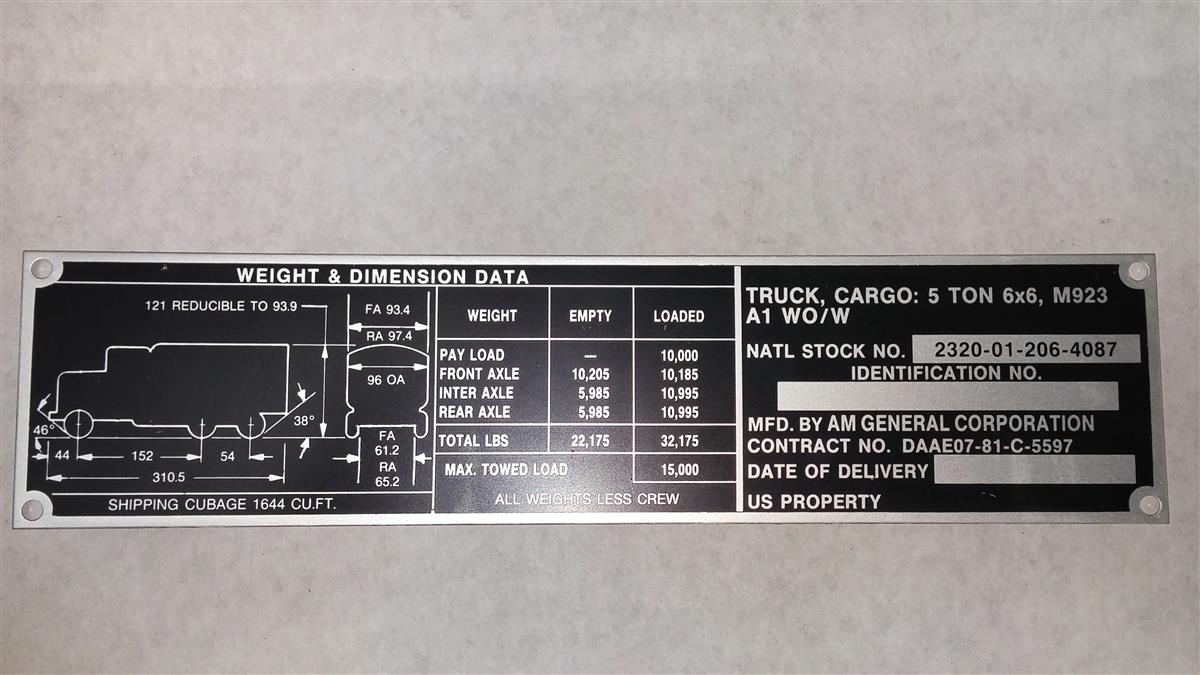 WEIGHT & DIMENSION DATA
121 REDUCIBLE TO 93.9
FA 93.4
RA 97.4
96 OA
46°
38°
44
152
54
310.5
FA
61.2
RA
65.2
SHIPPING CUBAGE 1644 CU.FT.
WEIGHT EMPTY LOADED
PAY LOAD — 10,000
FRONT AXLE 10,205 10,185
INTER AXLE 5,985 10,995
REAR AXLE 5,985 10,995
TOTAL LBS 22,175 32,175
MAX. TOWED LOAD 15,000
ALL WEIGHTS LESS CREW
TRUCK, CARGO: 5 TON 6x6, M923
A1 WO/W
NATL STOCK NO. 2320-01-206-4087
IDENTIFICATION NO.
MFD. BY AM GENERAL CORPORATION
CONTRACT NO. DAAE07-81-C-5597
DATE OF DELIVERY
US PROPERTY